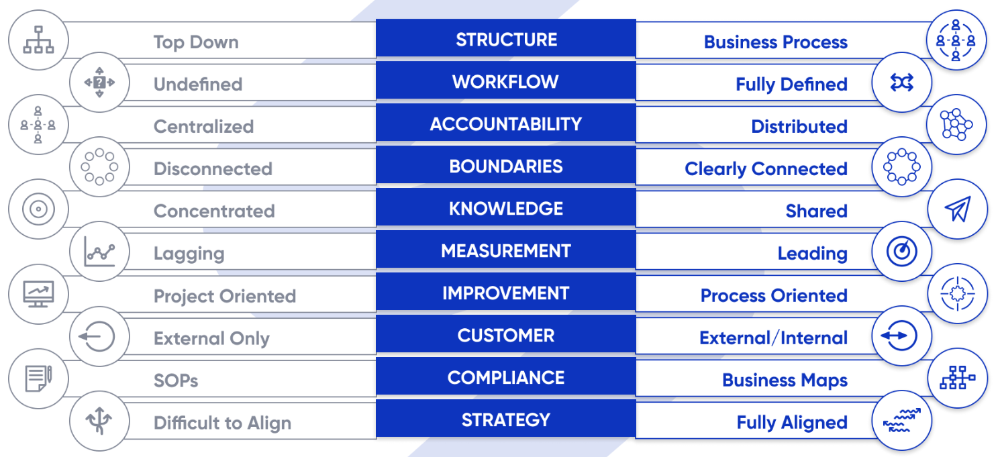 Top Down STRUCTURE Business Process
Undefined WORKFLOW Fully Defined
Centralized ACCOUNTABILITY Distributed
Disconnected BOUNDARIES Clearly Connected
Concentrated KNOWLEDGE Shared
Lagging MEASUREMENT Leading
Project Oriented IMPROVEMENT Process Oriented
External Only CUSTOMER External/Internal
SOPs COMPLIANCE Business Maps
Difficult to Align STRATEGY Fully Aligned